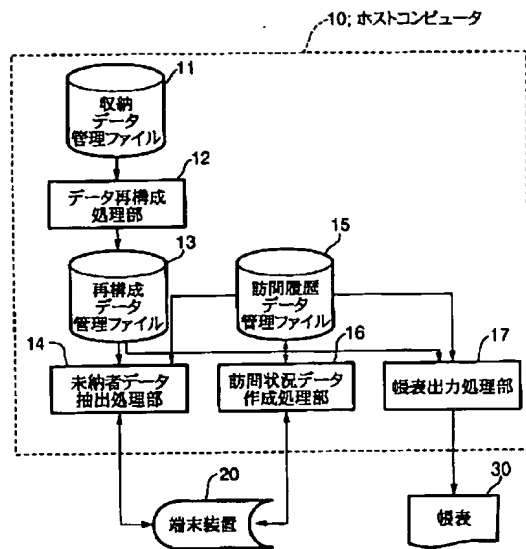 10; ホストコンピュータ
11
収納
データ
管理ファイル
12
データ再構成
処理部
13
再構成
データ
管理ファイル
15
訪問履歴
データ
管理ファイル
14
未納者データ
抽出処理部
16
訪問状況データ
作成処理部
17
帳表出力処理部
20
端末装置
30
帳表